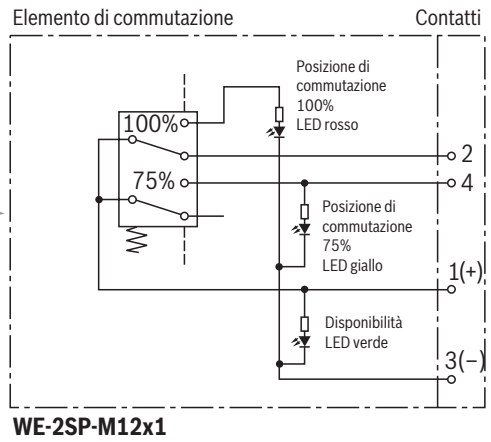 Elemento di commutazione
Contatti
Posizione di
commutazione
100%
LED rosso
100%
2
75%
4
Posizione di
commutazione
75%
LED giallo
1(+)
Disponibilità
LED verde
3(−)
WE-2SP-M12x1